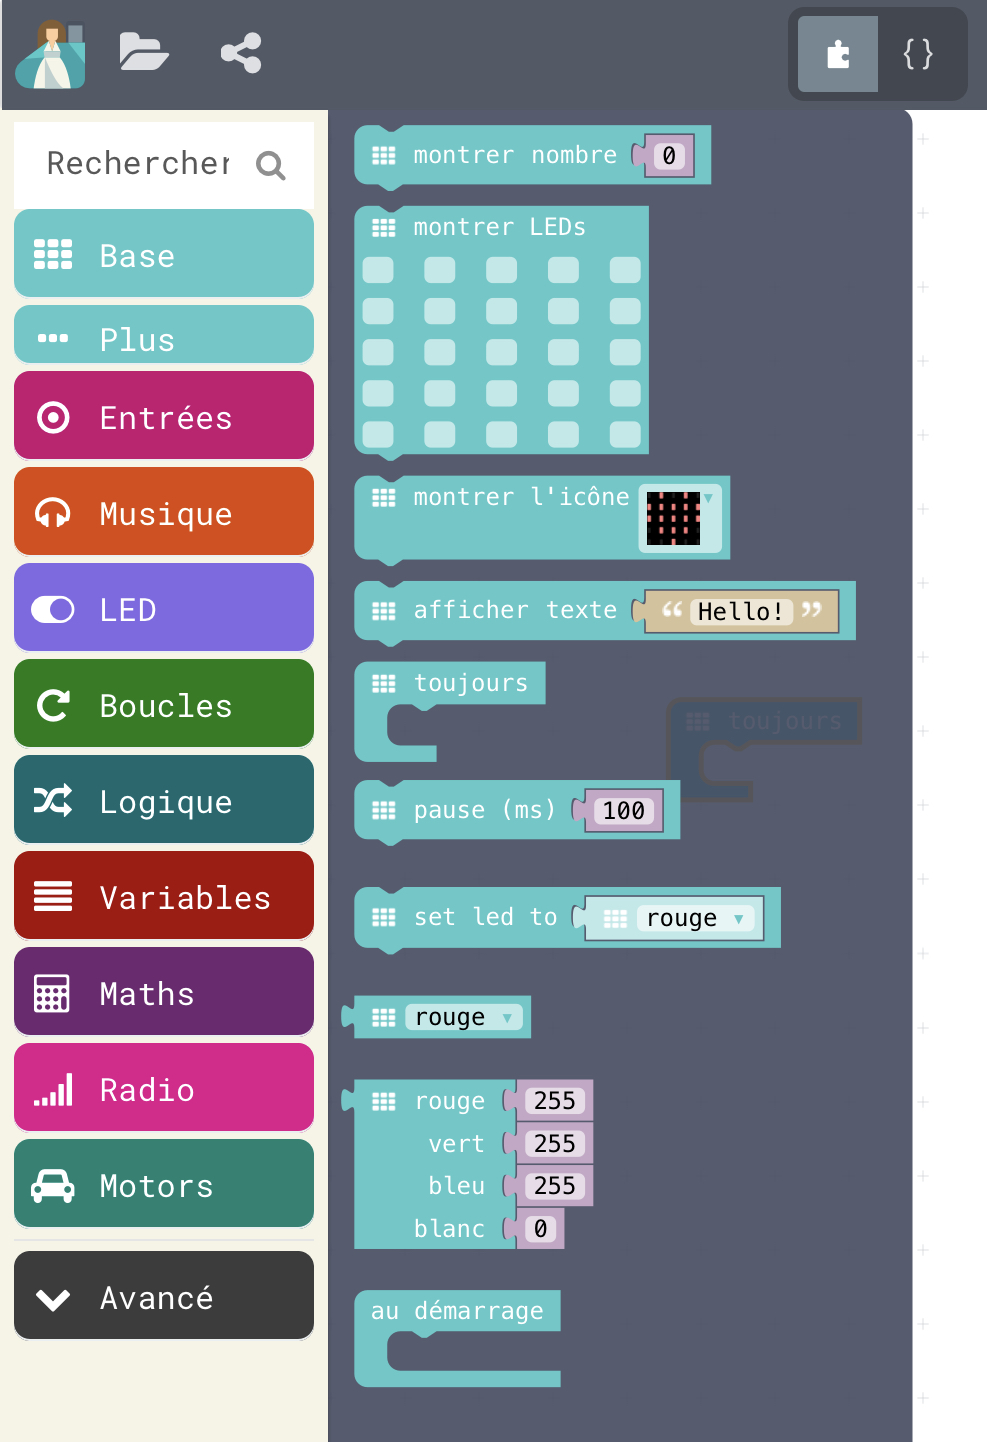 { }
Rechercher
Base
Plus
Entrées
Musique
LED
Boucles
Logique
Variables
Maths
Radio
Motors
Avancé
montrer nombre 0
montrer LEDs
montrer l'icône
afficher texte “ Hello! ”
toujours
toujours
pause (ms) 100
set led to rouge
rouge
rouge 255
vert 255
bleu 255
blanc 0
au démarrage